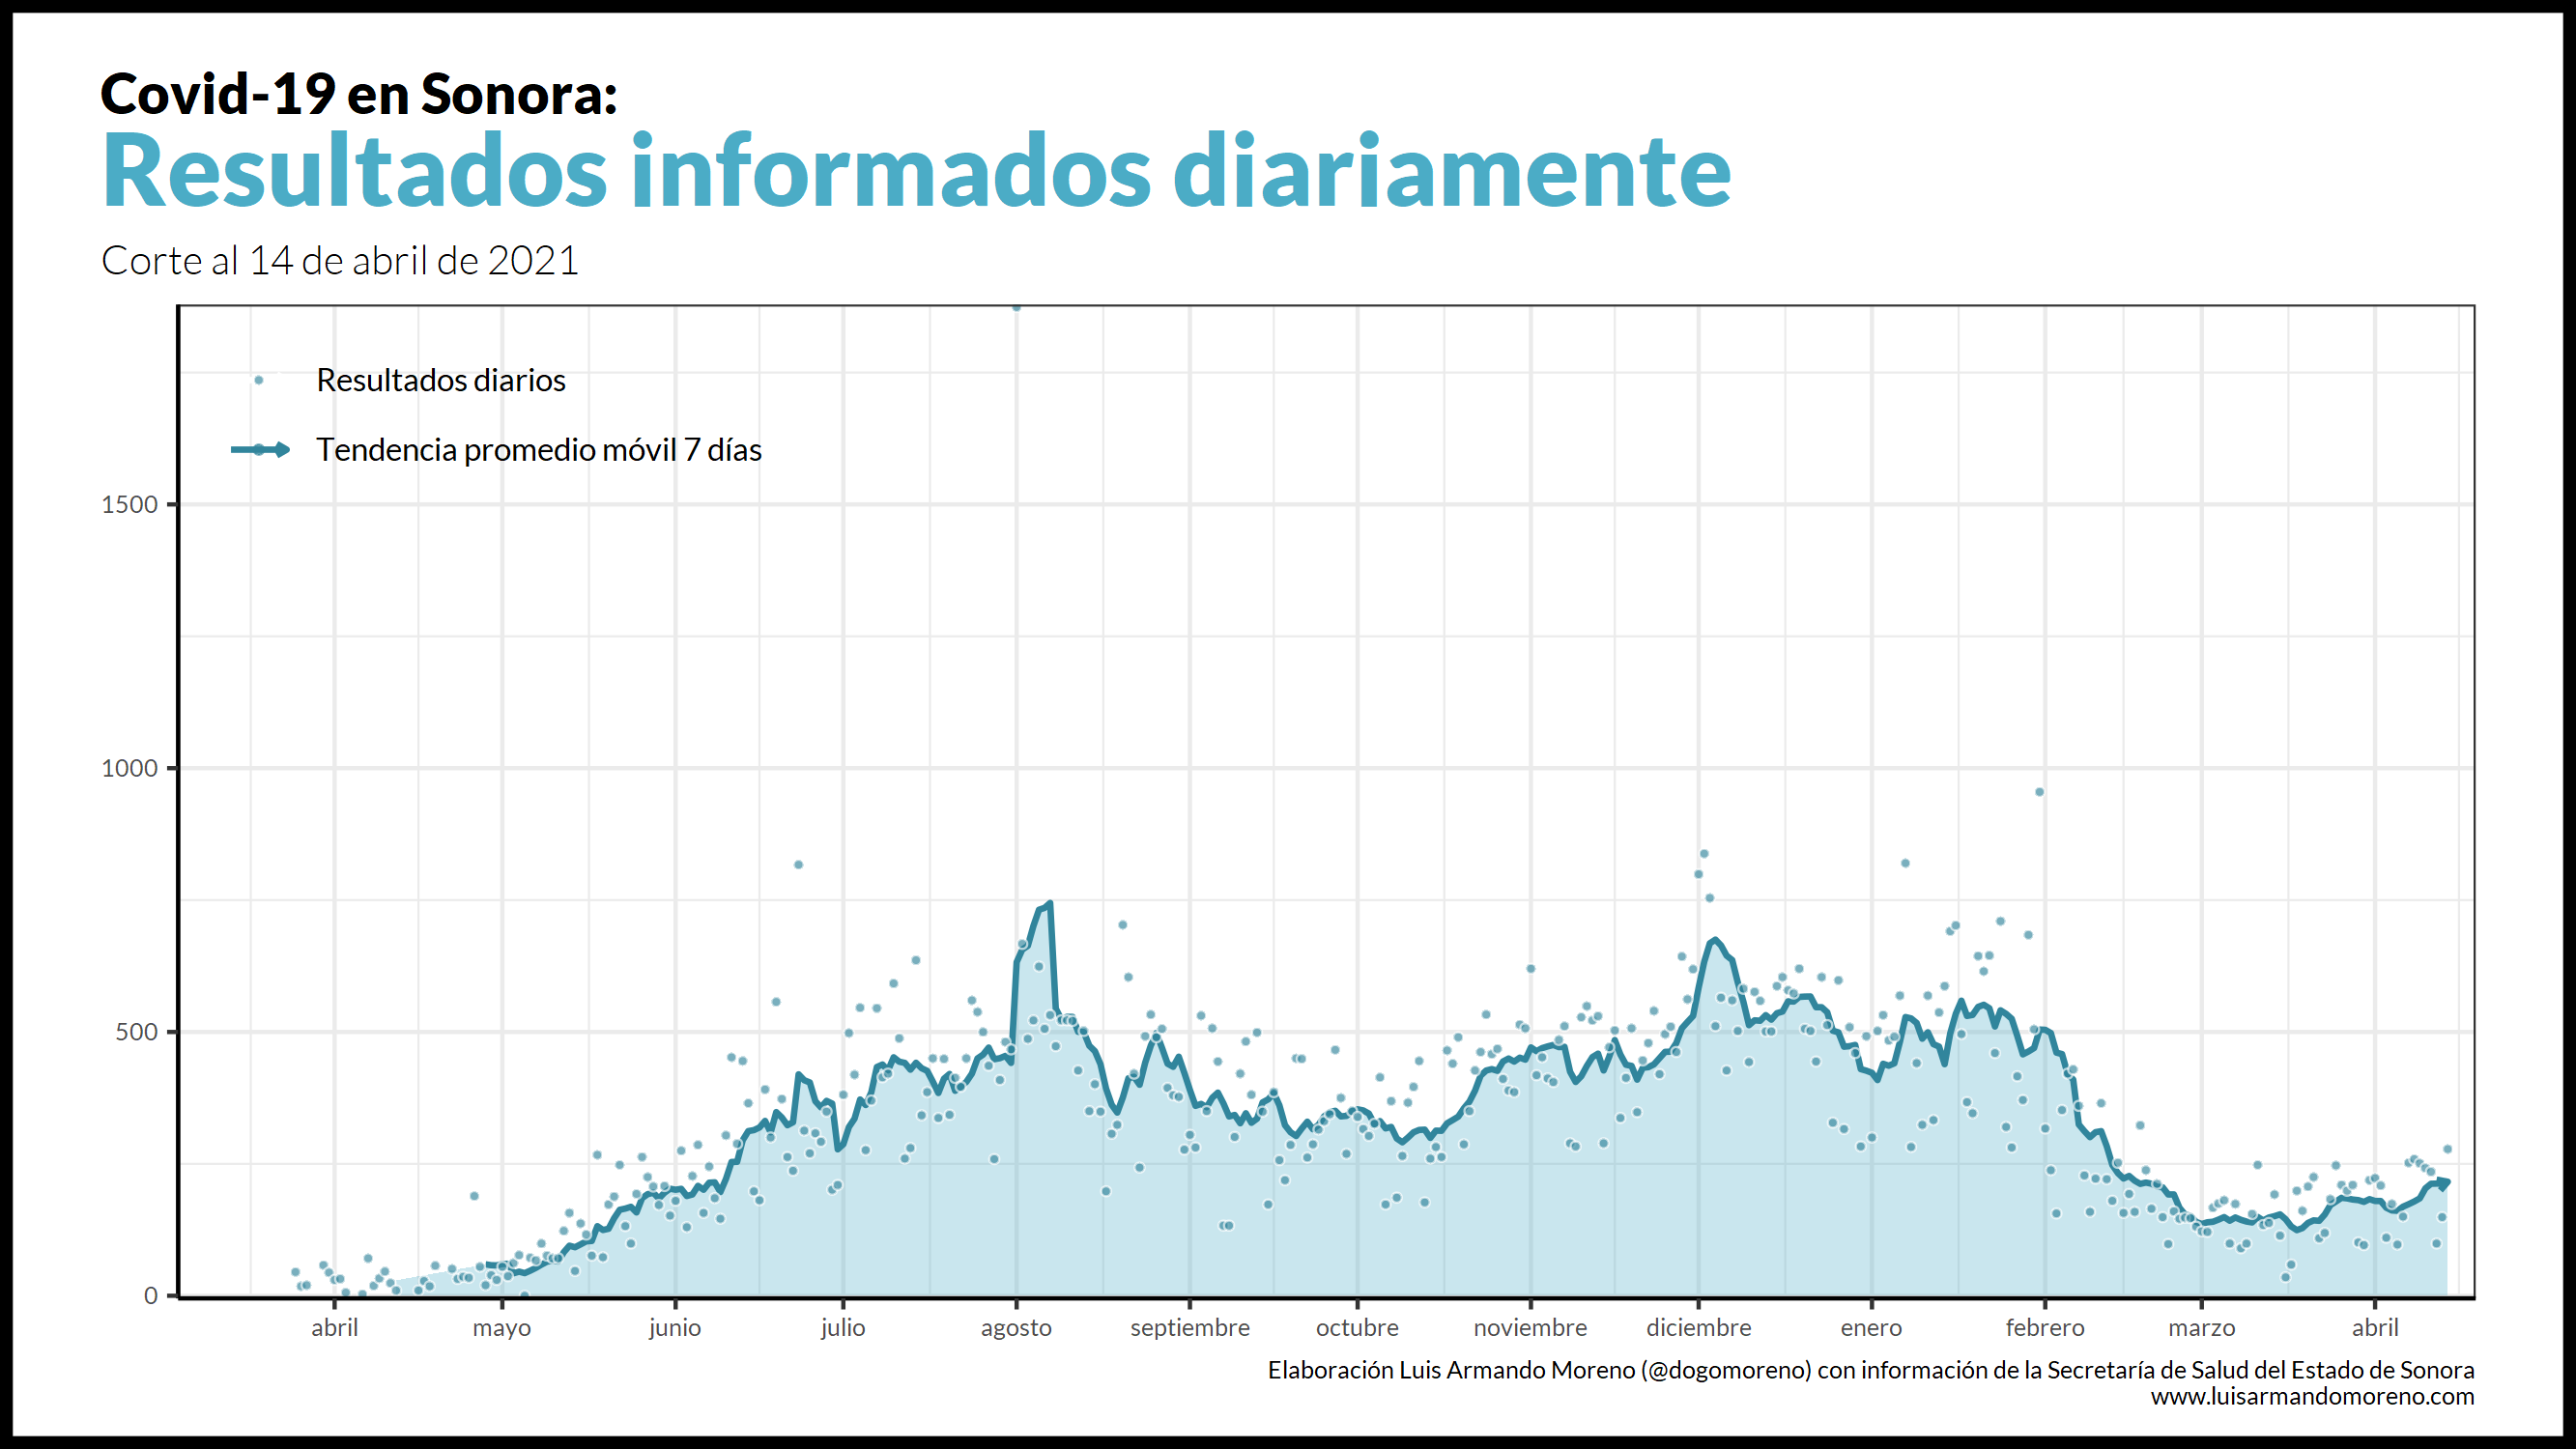 Covid-19 en Sonora:
Resultados informados diariamente
Corte al 14 de abril de 2021
Resultados diarios
Tendencia promedio móvil 7 días
1500
1000
500
0
abril mayo junio julio agosto septiembre octubre noviembre diciembre enero febrero marzo abril
Elaboración Luis Armando Moreno (@dogomoreno) con información de la Secretaría de Salud del Estado de Sonora
www.luisarmandomoreno.com